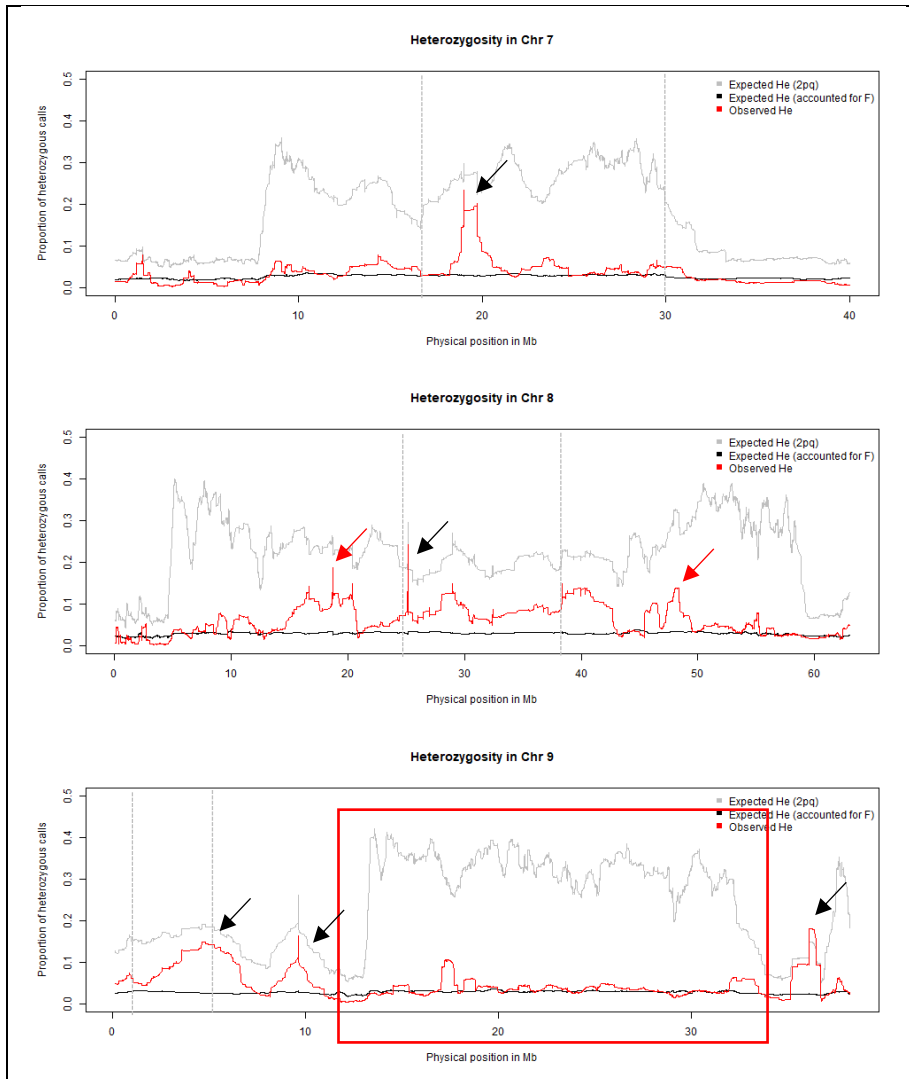 Heterozygosity in Chr 7
Proportion of heterozygous calls
0.5
0.4
0.3
0.2
0.1
0.0
Expected He (2pq)
Expected He (accounted for F)
Observed He
0 10 20 30 40
Physical position in Mb
Heterozygosity in Chr 8
Proportion of heterozygous calls
0.5
0.4
0.3
0.2
0.1
0.0
Expected He (2pq)
Expected He (accounted for F)
Observed He
0 10 20 30 40 50 60
Physical position in Mb
Heterozygosity in Chr 9
Proportion of heterozygous calls
0.5
0.4
0.3
0.2
0.1
0.0
Expected He (2pq)
Expected He (accounted for F)
Observed He
0 10 20 30
Physical position in Mb